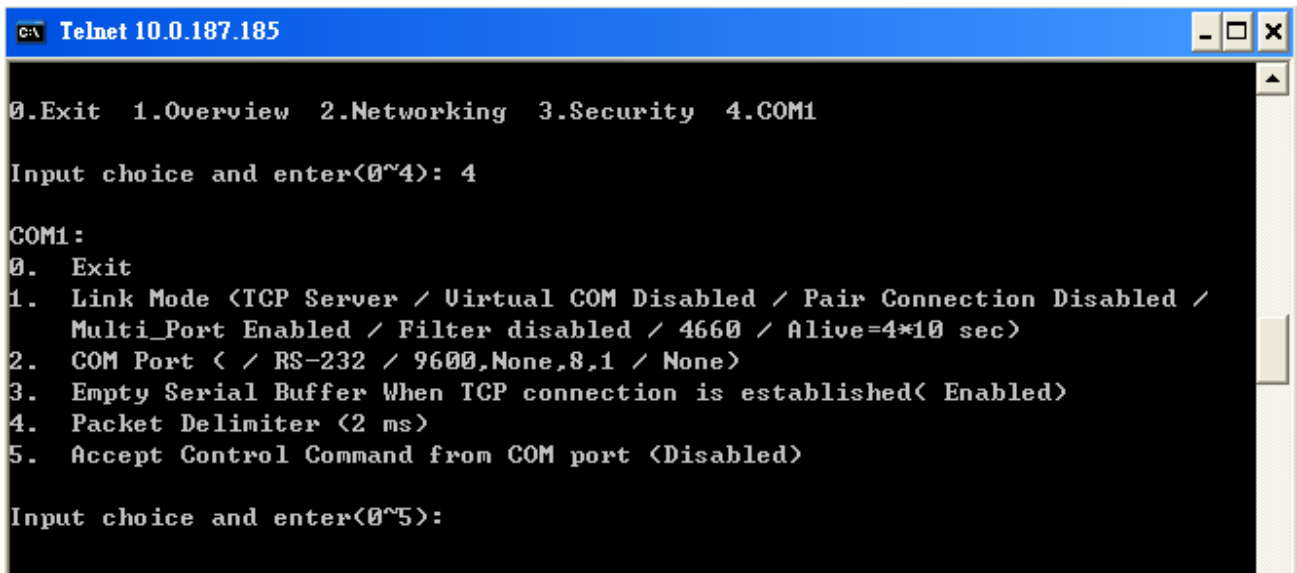 Telnet 10.0.187.185
0.Exit  1.Overview  2.Networking  3.Security  4.COM1
Input choice and enter(0~4): 4
COM1:
0.  Exit
1.  Link Mode (TCP Server / Virtual COM Disabled / Pair Connection Disabled /
Multi_Port Enabled / Filter disabled / 4660 / Alive=4*10 sec)
2.  COM Port ( / RS-232 / 9600,None,8,1 / None)
3.  Empty Serial Buffer When TCP connection is established( Enabled)
4.  Packet Delimiter (2 ms)
5.  Accept Control Command from COM port (Disabled)
Input choice and enter(0~5):